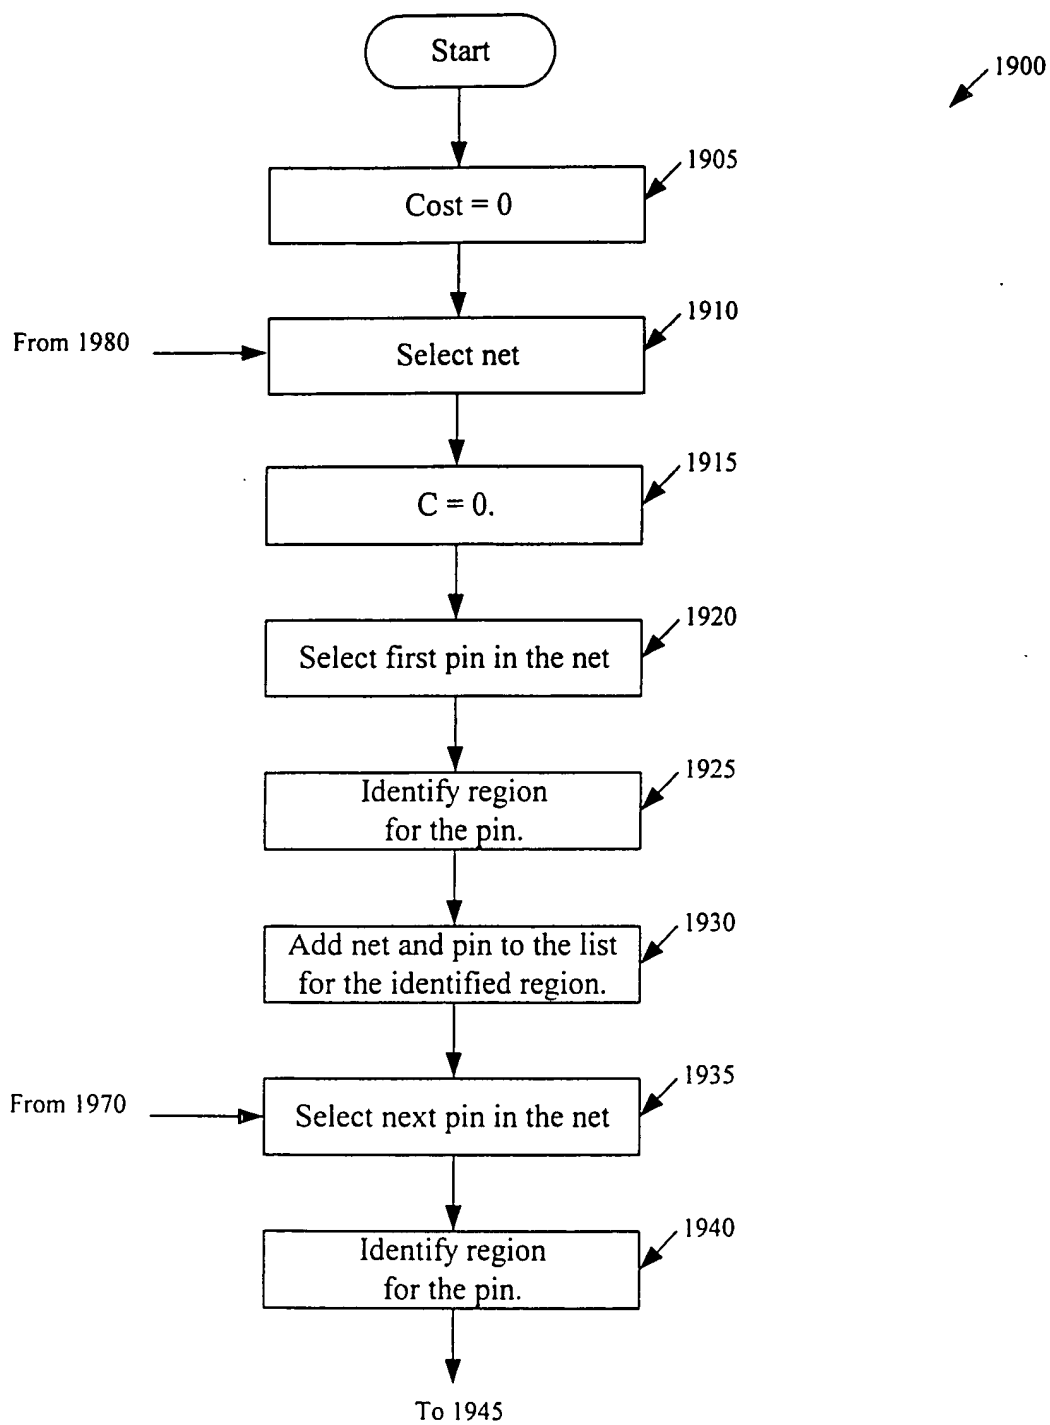 Start
1900
1905
Cost = 0
1910
From 1980
Select net
1915
C = 0.
1920
Select first pin in the net
1925
Identify region
for the pin.
1930
Add net and pin to the list
for the identified region.
1935
From 1970
Select next pin in the net
1940
Identify region
for the pin.
To 1945